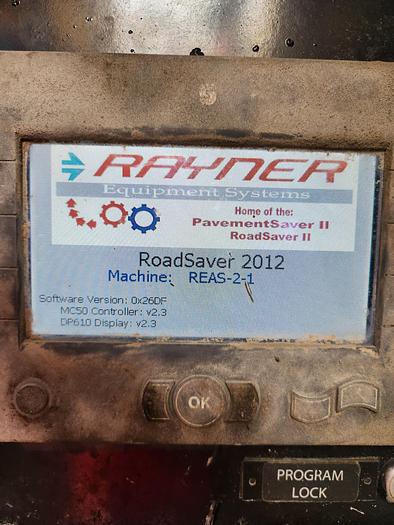 RAYNER
Equipment Systems
Home of the:
PavementSaver II
RoadSaver II
RoadSaver 2012
Machine: REAS-2-1
Software Version: 0x26DF
MC50 Controller: v2.3
DP610 Display: v2.3
OK
PROGRAM
LOCK